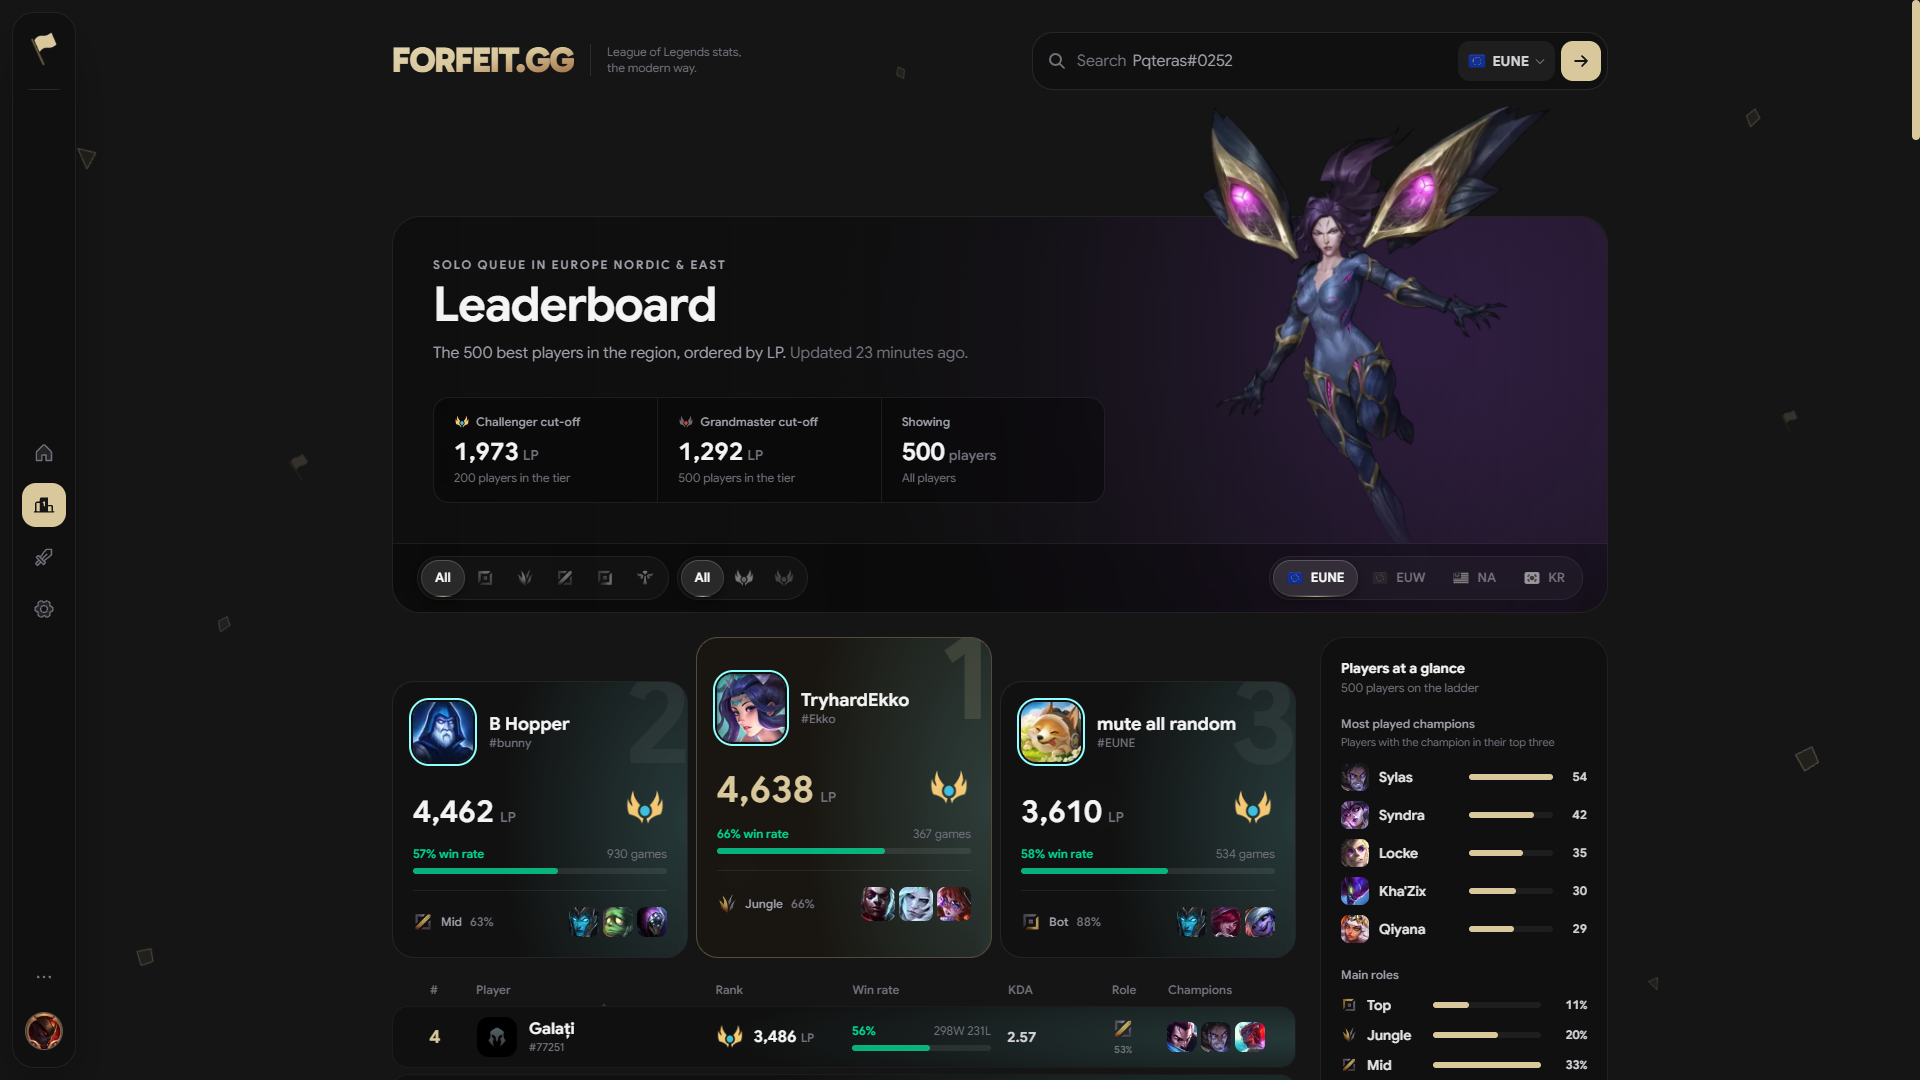 FORFEIT.GG
League of Legends stats,
the modern way.
Search Pqteras#0252
EUNE
SOLO QUEUE IN EUROPE NORDIC & EAST
Leaderboard
The 500 best players in the region, ordered by LP. Updated 23 minutes ago.
Challenger cut-off
1,973 LP
200 players in the tier
Grandmaster cut-off
1,292 LP
500 players in the tier
Showing
500 players
All players
All
All
EUNE
EUW
NA
KR
2
B Hopper
#bunny
4,462 LP
57% win rate
930 games
Mid 63%
1
TryhardEkko
#Ekko
4,638 LP
66% win rate
367 games
Jungle 66%
3
mute all random
#EUNE
3,610 LP
58% win rate
534 games
Bot 88%
# Player Rank Win rate KDA Role Champions
4
Galați
#77251
3,486 LP
56%
298W 231L
2.57
53%
Players at a glance
500 players on the ladder
Most played champions
Players with the champion in their top three
Sylas 54
Syndra 42
Locke 35
Kha'Zix 30
Qiyana 29
Main roles
Top 11%
Jungle 20%
Mid 33%